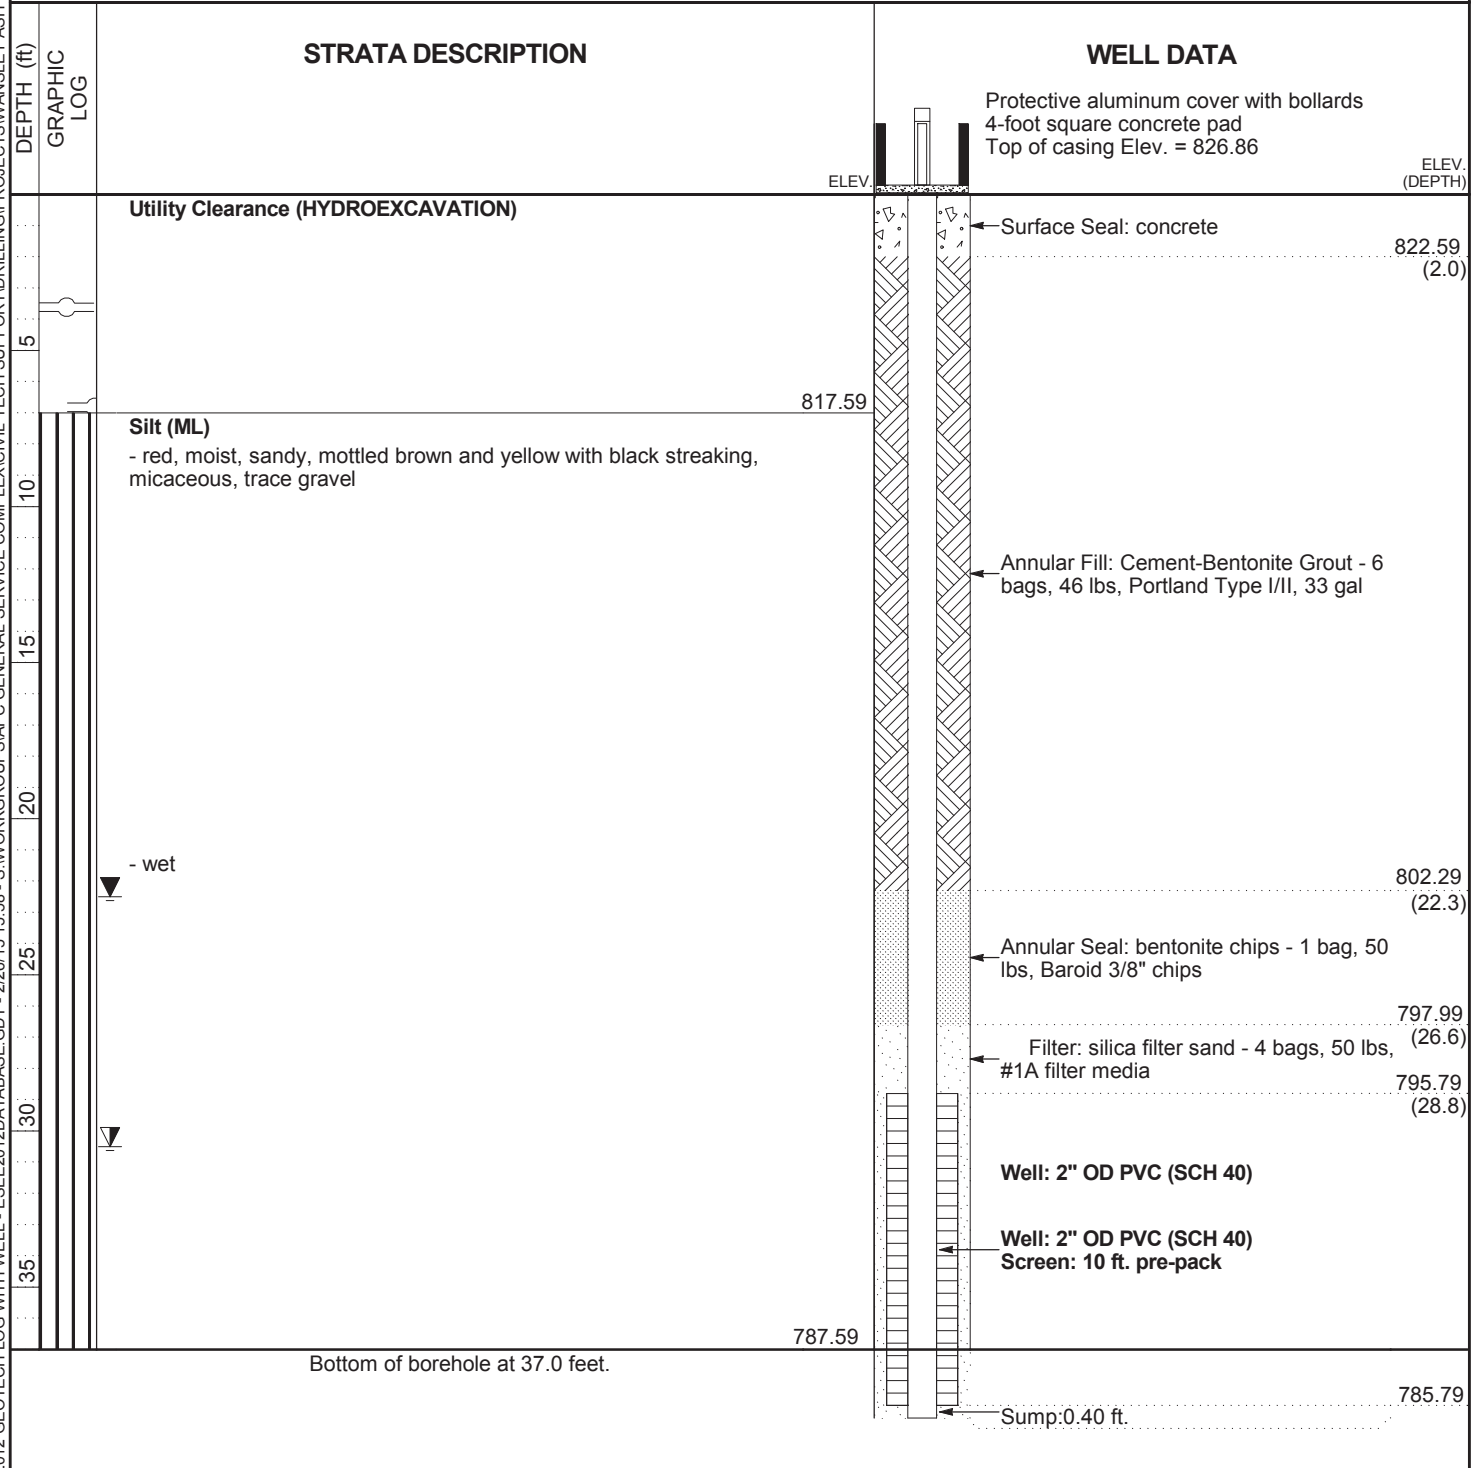 DEPTH (ft)
GRAPHIC
LOG
STRATA DESCRIPTION
ELEV.
WELL DATA
Protective aluminum cover with bollards
4-foot square concrete pad
Top of casing Elev. = 826.86
ELEV.
(DEPTH)
Utility Clearance (HYDROEXCAVATION)
Surface Seal: concrete
822.59
(2.0)
5
817.59
Silt (ML)
- red, moist, sandy, mottled brown and yellow with black streaking,
micaceous, trace gravel
10
Annular Fill: Cement-Bentonite Grout - 6
bags, 46 lbs, Portland Type I/II, 33 gal
15
20
- wet
802.29
(22.3)
25
Annular Seal: bentonite chips - 1 bag, 50
lbs, Baroid 3/8" chips
797.99
(26.6)
Filter: silica filter sand - 4 bags, 50 lbs,
#1A filter media
795.79
(28.8)
30
Well: 2" OD PVC (SCH 40)
Well: 2" OD PVC (SCH 40)
Screen: 10 ft. pre-pack
35
787.59
Bottom of borehole at 37.0 feet.
785.79
Sump:0.40 ft.